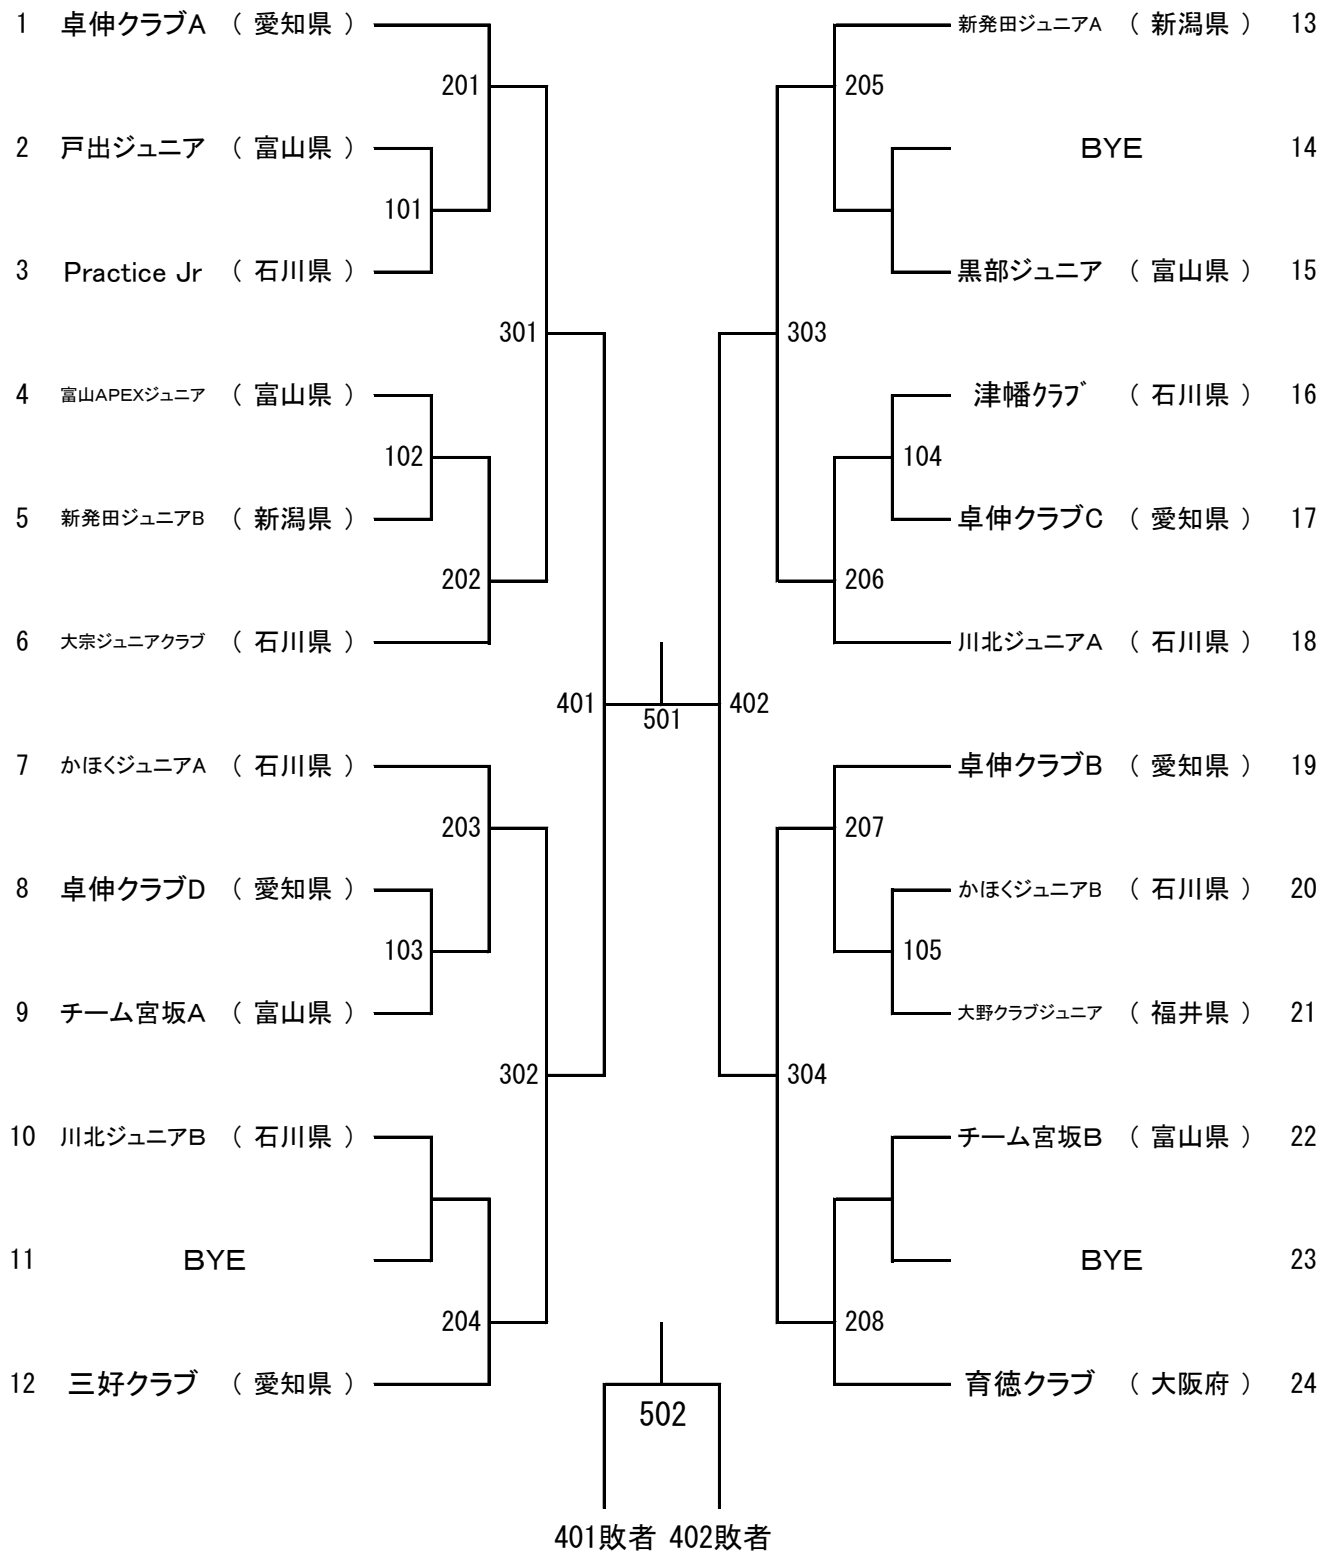 1 卓伸クラブA （ 愛知県 ）
2 戸出ジュニア （ 富山県 ）
3 Practice Jr （ 石川県 ）
4 富山APEXジュニア （ 富山県 ）
5 新発田ジュニアB （ 新潟県 ）
6 大宗ジュニアクラブ （ 石川県 ）
7 かほくジュニアA （ 石川県 ）
8 卓伸クラブD （ 愛知県 ）
9 チーム宮坂A （ 富山県 ）
10 川北ジュニアB （ 石川県 ）
11 BYE
12 三好クラブ （ 愛知県 ）
201
101
301
102
202
401
203
103
302
204
501
502
401敗者 402敗者
205
303
104
206
402
207
105
304
208
新発田ジュニアA （ 新潟県 ） 13
BYE 14
黒部ジュニア （ 富山県 ） 15
津幡ｸﾗﾌﾞ （ 石川県 ） 16
卓伸クラブC （ 愛知県 ） 17
川北ジュニアA （ 石川県 ） 18
卓伸クラブB （ 愛知県 ） 19
かほくジュニアB （ 石川県 ） 20
大野クラブジュニア （ 福井県 ） 21
チーム宮坂B （ 富山県 ） 22
BYE 23
育徳クラブ （ 大阪府 ） 24